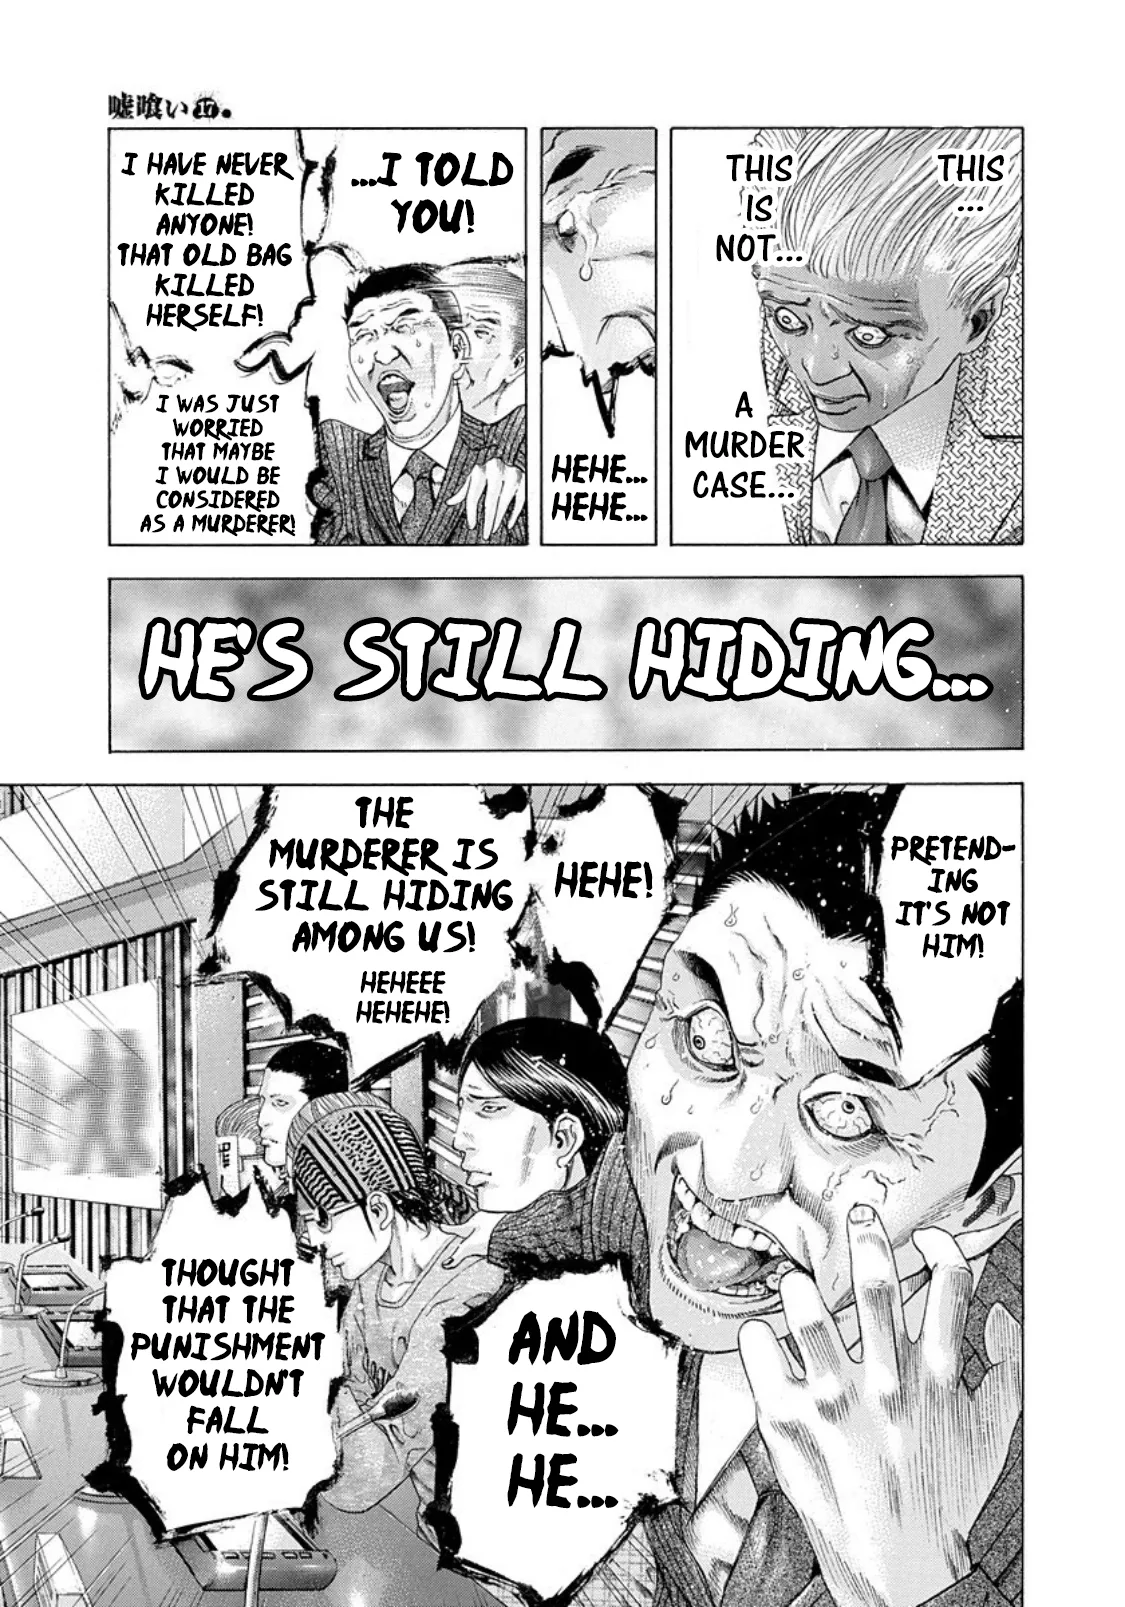 嘘喰い
THIS
...
THIS
IS
NOT...
A
MURDER
CASE...
HEHE...
HEHE...
...I TOLD
YOU!
I HAVE NEVER
KILLED
ANYONE!
THAT OLD BAG
KILLED
HERSELF!
I WAS JUST
WORRIED
THAT MAYBE
I WOULD BE
CONSIDERED
AS A MURDERER!
HE'S STILL HIDING...
PRETEND-
ING
IT'S NOT
HIM!
HEHE!
THE
MURDERER IS
STILL HIDING
AMONG US!
HEHEEE
HEHEHE!
AND
HE...
HE...
THOUGHT
THAT THE
PUNISHMENT
WOULDN'T
FALL
ON HIM!